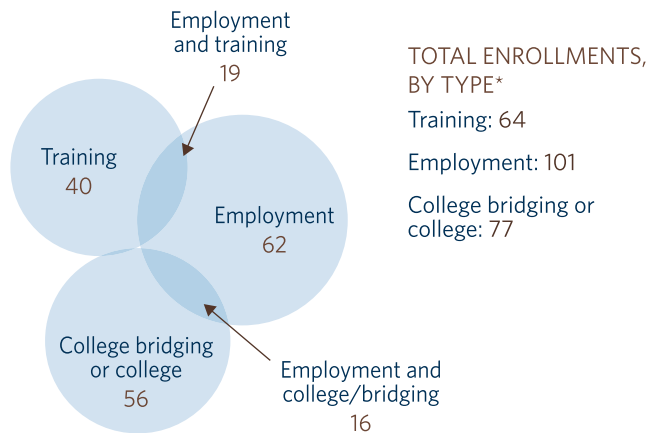 Employment
and training
19
Training
40
Employment
62
College bridging
or college
56
Employment and
college/bridging
16
TOTAL ENROLLMENTS,
BY TYPE*
Training: 64
Employment: 101
College bridging or
college: 77